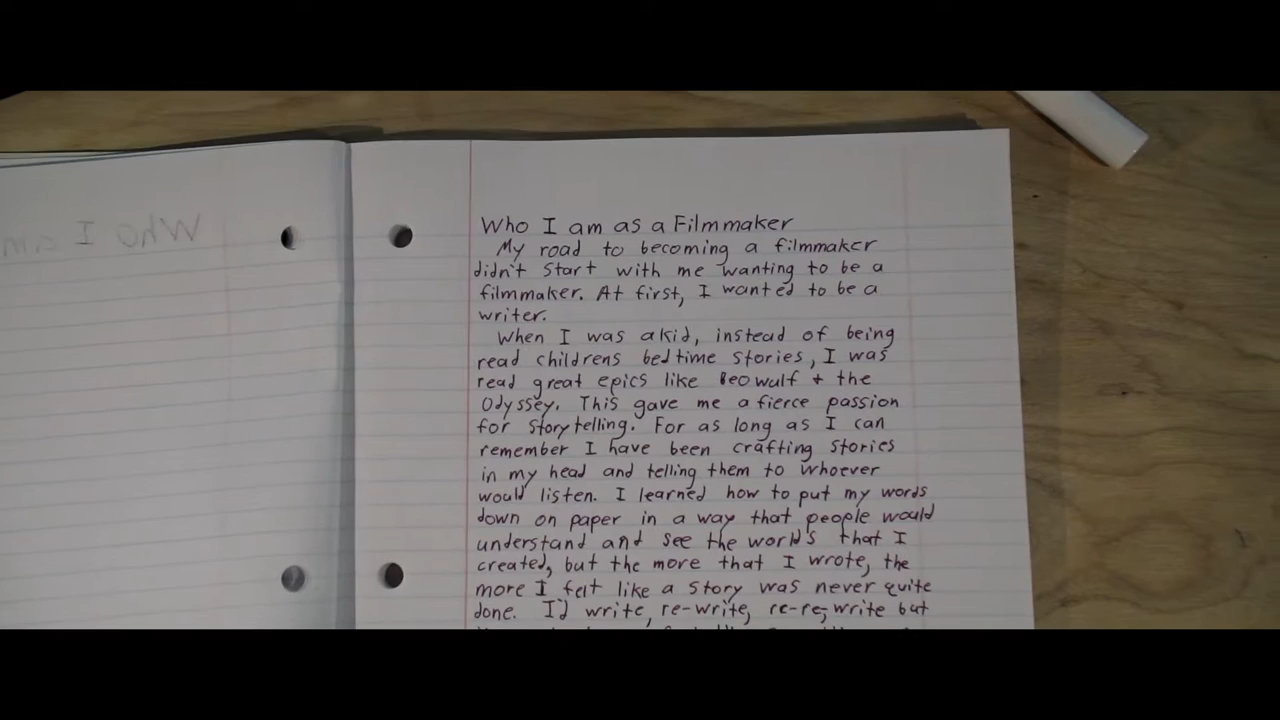 Who I am
Who I am as a Filmmaker
My road to becoming a filmmaker
didn't start with me wanting to be a
filmmaker. At first, I wanted to be a
writer.
When I was a kid, instead of being
read childrens bedtime stories, I was
read great epics like Beowulf + the
Odyssey. This gave me a fierce passion
for storytelling. For as long as I can
remember I have been crafting stories
in my head and telling them to whoever
would listen. I learned how to put my words
down on paper in a way that people would
understand and see the worlds that I
created, but the more that I wrote, the
more I felt like a story was never quite
done. I'd write, re-write, re-re-write but